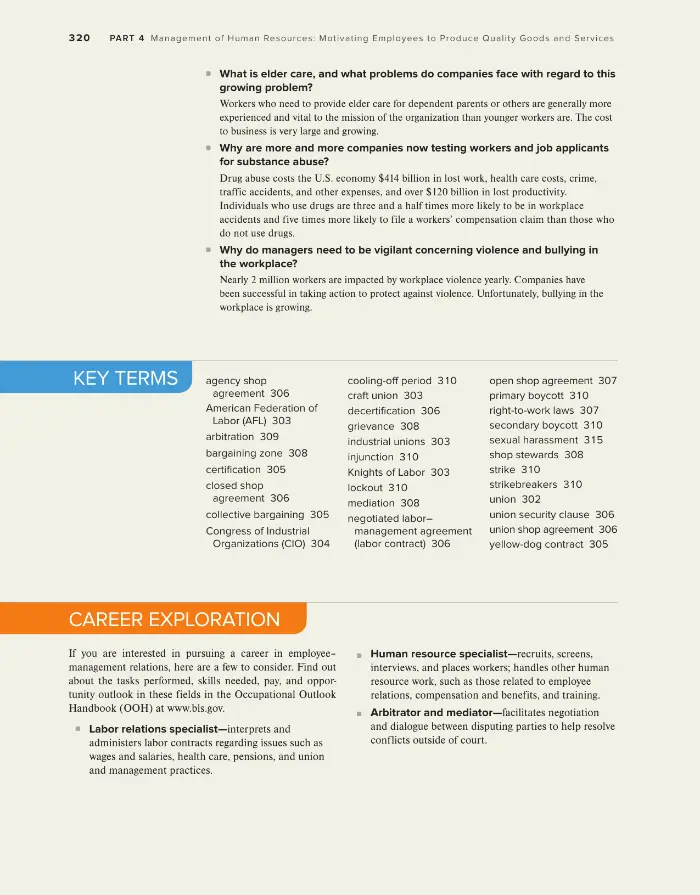 320 PART 4 Management of Human Resources: Motivating Employees to Produce Quality Goods and Services
What is elder care, and what problems do companies face with regard to this
growing problem?
Workers who need to provide elder care for dependent parents or others are generally more
experienced and vital to the mission of the organization than younger workers are. The cost
to business is very large and growing.
Why are more and more companies now testing workers and job applicants
for substance abuse?
Drug abuse costs the U.S. economy $414 billion in lost work, health care costs, crime,
traffic accidents, and other expenses, and over $120 billion in lost productivity.
Individuals who use drugs are three and a half times more likely to be in workplace
accidents and five times more likely to file a workers' compensation claim than those who
do not use drugs.
Why do managers need to be vigilant concerning violence and bullying in
the workplace?
Nearly 2 million workers are impacted by workplace violence yearly. Companies have
been successful in taking action to protect against violence. Unfortunately, bullying in the
workplace is growing.
KEY TERMS
agency shop
agreement 306
American Federation of
Labor (AFL) 303
arbitration 309
bargaining zone 308
certification 305
closed shop
agreement 306
collective bargaining 305
Congress of Industrial
Organizations (CIO) 304
cooling-off period 310
craft union 303
decertification 306
grievance 308
industrial unions 303
injunction 310
Knights of Labor 303
lockout 310
mediation 308
negotiated labor–
management agreement
(labor contract) 306
open shop agreement 307
primary boycott 310
right-to-work laws 307
secondary boycott 310
sexual harassment 315
shop stewards 308
strike 310
strikebreakers 310
union 302
union security clause 306
union shop agreement 306
yellow-dog contract 305
CAREER EXPLORATION
If you are interested in pursuing a career in employee–
management relations, here are a few to consider. Find out
about the tasks performed, skills needed, pay, and oppor-
tunity outlook in these fields in the Occupational Outlook
Handbook (OOH) at www.bls.gov.
Labor relations specialist—interprets and
administers labor contracts regarding issues such as
wages and salaries, health care, pensions, and union
and management practices.
Human resource specialist—recruits, screens,
interviews, and places workers; handles other human
resource work, such as those related to employee
relations, compensation and benefits, and training.
Arbitrator and mediator—facilitates negotiation
and dialogue between disputing parties to help resolve
conflicts outside of court.